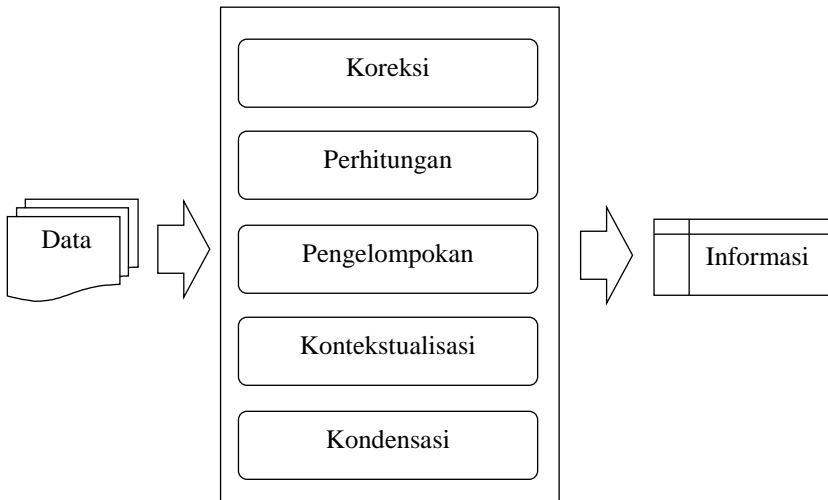 Data
Koreksi
Perhitungan
Pengelompokan
Kontekstualisasi
Kondensasi
Informasi